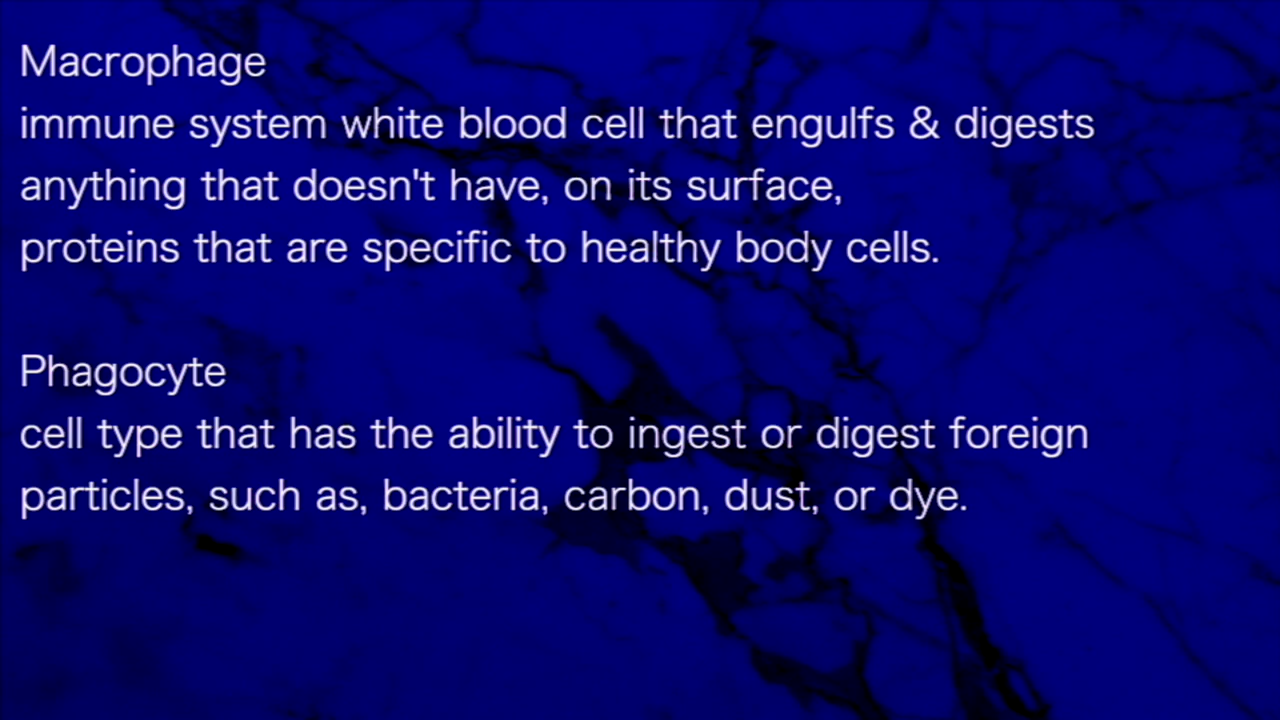 Macrophage
immune system white blood cell that engulfs & digests
anything that doesn't have, on its surface,
proteins that are specific to healthy body cells.
Phagocyte
cell type that has the ability to ingest or digest foreign
particles, such as, bacteria, carbon, dust, or dye.